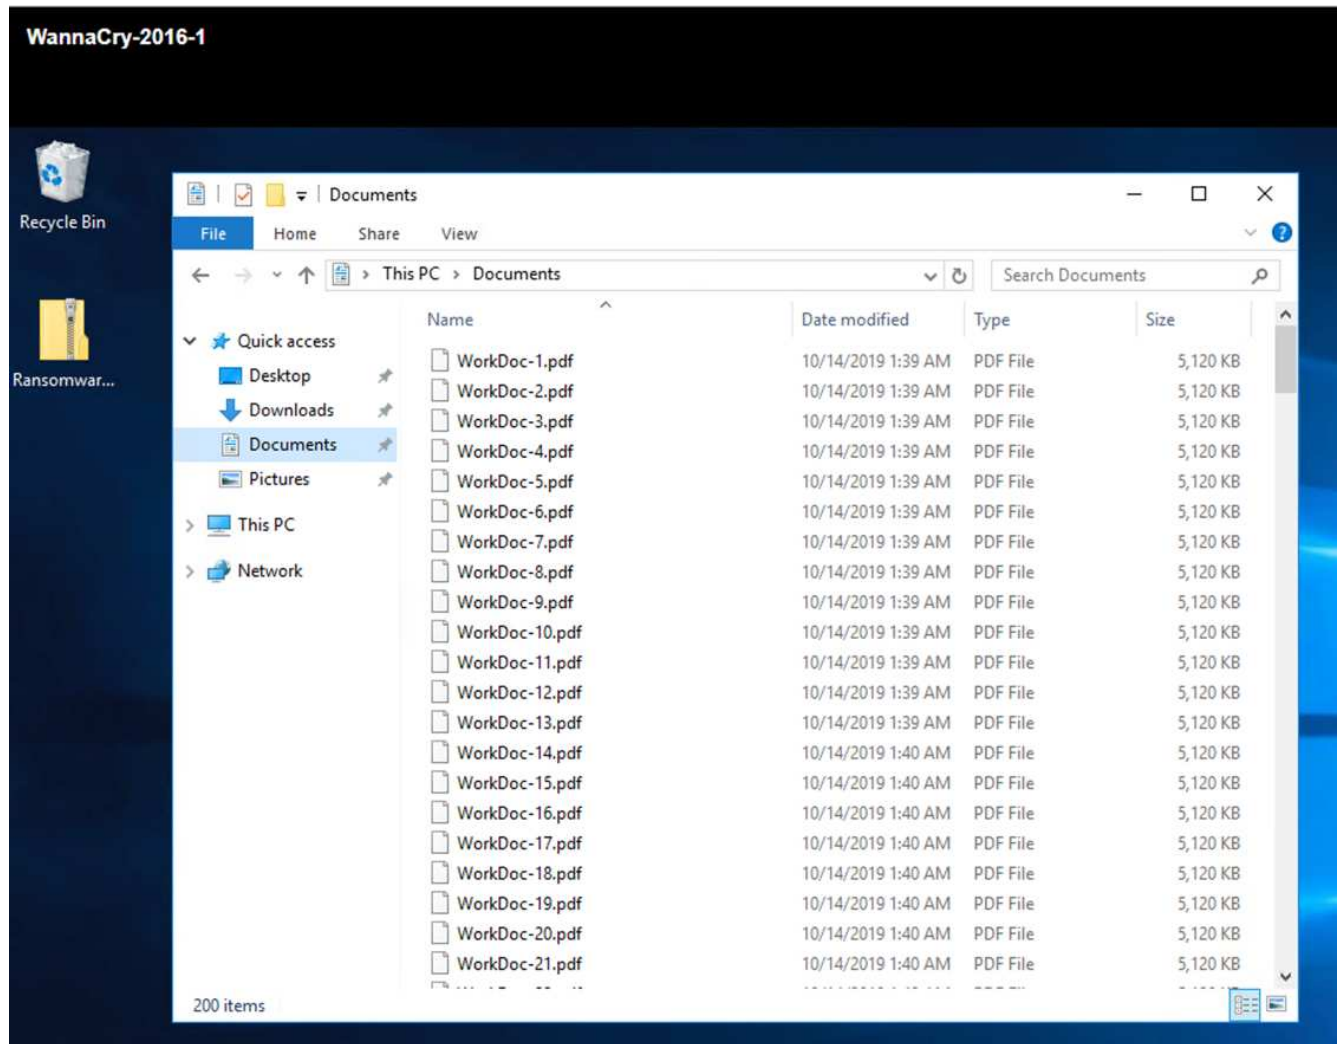 WannaCry-2016-1
Recycle Bin
Ransomwar...
Documents
File Home Share View
This PC > Documents
Search Documents
Name Date modified Type Size
Quick access
Desktop
Downloads
Documents
Pictures
This PC
Network
WorkDoc-1.pdf 10/14/2019 1:39 AM PDF File 5,120 KB
WorkDoc-2.pdf 10/14/2019 1:39 AM PDF File 5,120 KB
WorkDoc-3.pdf 10/14/2019 1:39 AM PDF File 5,120 KB
WorkDoc-4.pdf 10/14/2019 1:39 AM PDF File 5,120 KB
WorkDoc-5.pdf 10/14/2019 1:39 AM PDF File 5,120 KB
WorkDoc-6.pdf 10/14/2019 1:39 AM PDF File 5,120 KB
WorkDoc-7.pdf 10/14/2019 1:39 AM PDF File 5,120 KB
WorkDoc-8.pdf 10/14/2019 1:39 AM PDF File 5,120 KB
WorkDoc-9.pdf 10/14/2019 1:39 AM PDF File 5,120 KB
WorkDoc-10.pdf 10/14/2019 1:39 AM PDF File 5,120 KB
WorkDoc-11.pdf 10/14/2019 1:39 AM PDF File 5,120 KB
WorkDoc-12.pdf 10/14/2019 1:39 AM PDF File 5,120 KB
WorkDoc-13.pdf 10/14/2019 1:39 AM PDF File 5,120 KB
WorkDoc-14.pdf 10/14/2019 1:40 AM PDF File 5,120 KB
WorkDoc-15.pdf 10/14/2019 1:40 AM PDF File 5,120 KB
WorkDoc-16.pdf 10/14/2019 1:40 AM PDF File 5,120 KB
WorkDoc-17.pdf 10/14/2019 1:40 AM PDF File 5,120 KB
WorkDoc-18.pdf 10/14/2019 1:40 AM PDF File 5,120 KB
WorkDoc-19.pdf 10/14/2019 1:40 AM PDF File 5,120 KB
WorkDoc-20.pdf 10/14/2019 1:40 AM PDF File 5,120 KB
WorkDoc-21.pdf 10/14/2019 1:40 AM PDF File 5,120 KB
200 items